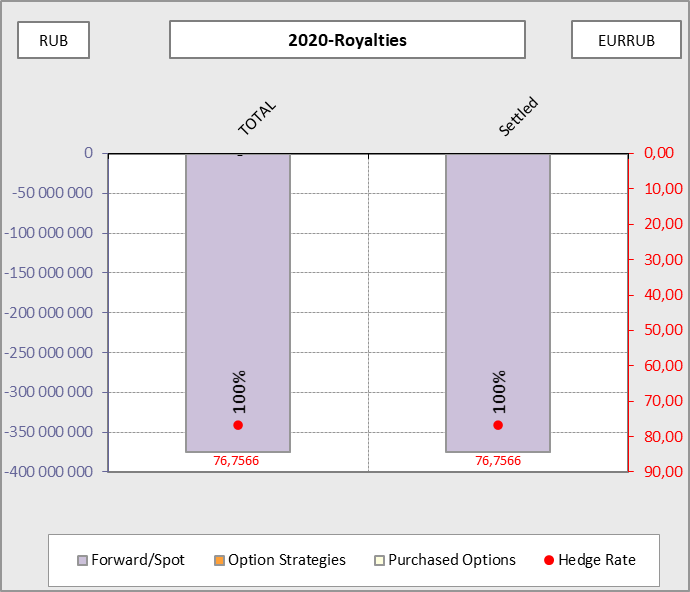 RUB
2020-Royalties
EURRUB
TOTAL
Settled
0
-50 000 000
-100 000 000
-150 000 000
-200 000 000
-250 000 000
-300 000 000
-350 000 000
-400 000 000
0,00
10,00
20,00
30,00
40,00
50,00
60,00
70,00
80,00
90,00
100%
100%
76,7566
76,7566
Forward/Spot
Option Strategies
Purchased Options
Hedge Rate